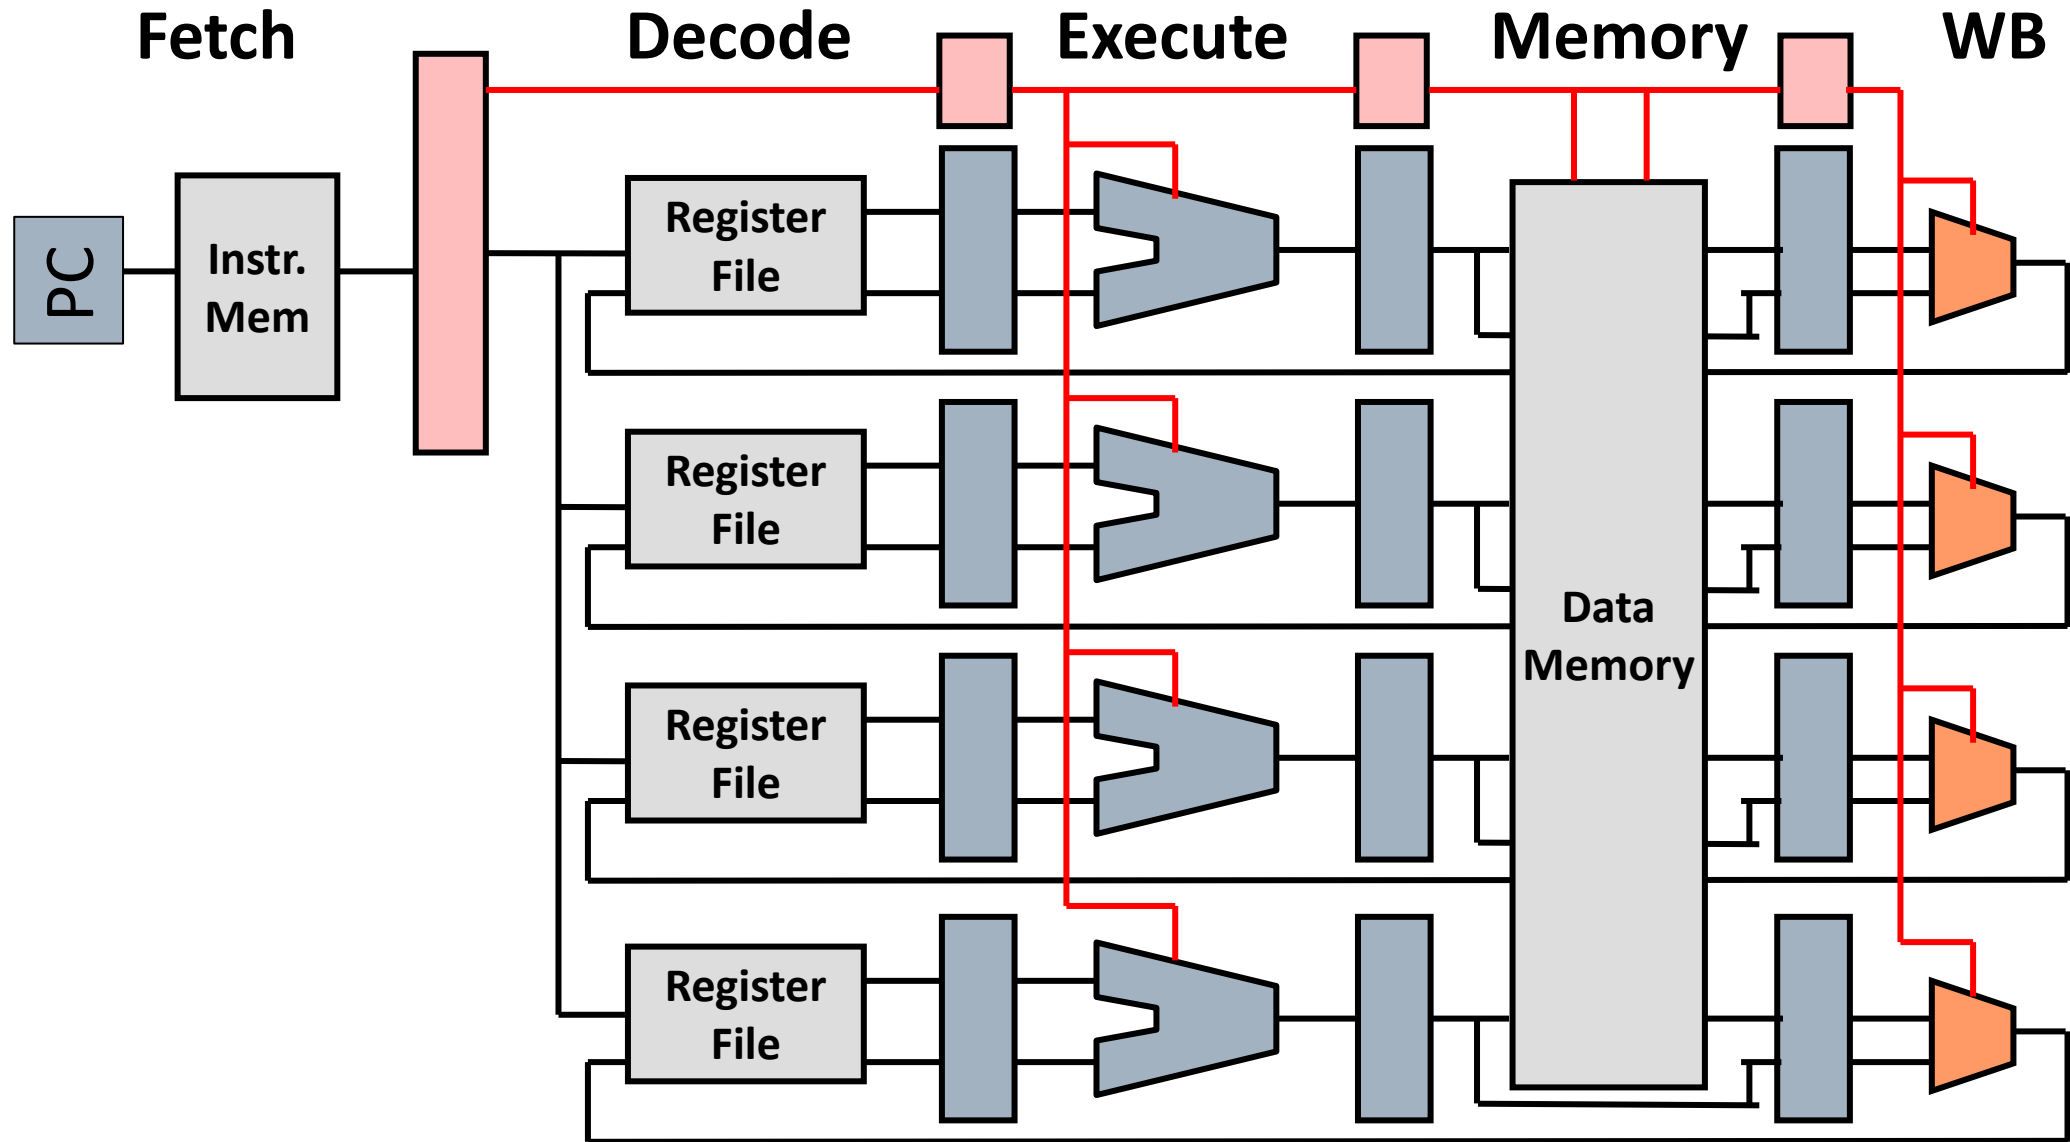 Fetch
Decode
Execute
Memory
WB
PC
Instr.
Mem
Register
File
Register
File
Register
File
Register
File
Data
Memory